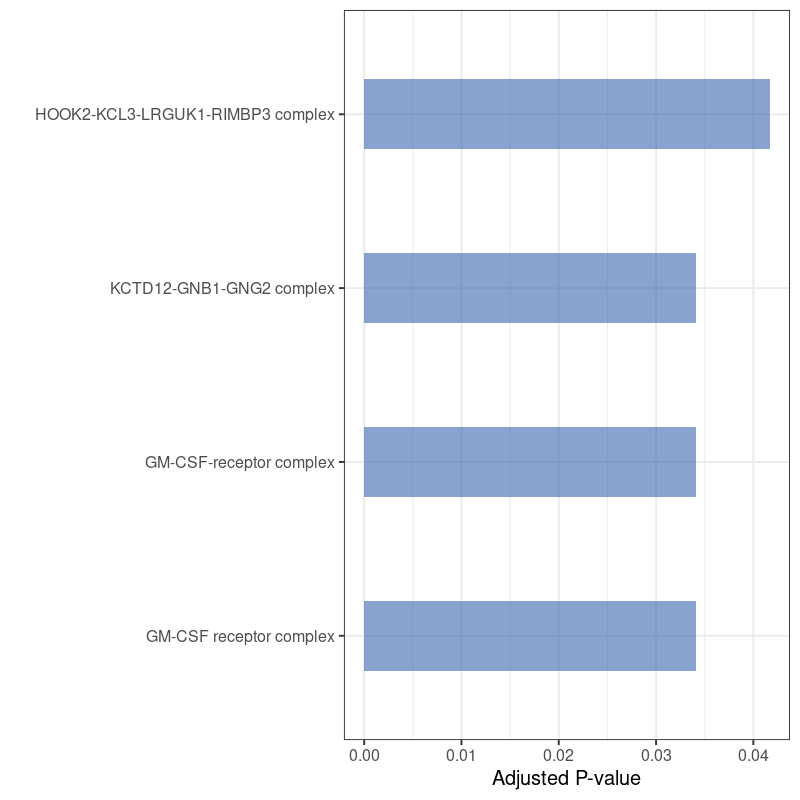 HOOK2-KCL3-LRGUK1-RIMBP3 complex
KCTD12-GNB1-GNG2 complex
GM-CSF-receptor complex
GM-CSF receptor complex
0.00 0.01 0.02 0.03 0.04
Adjusted P-value